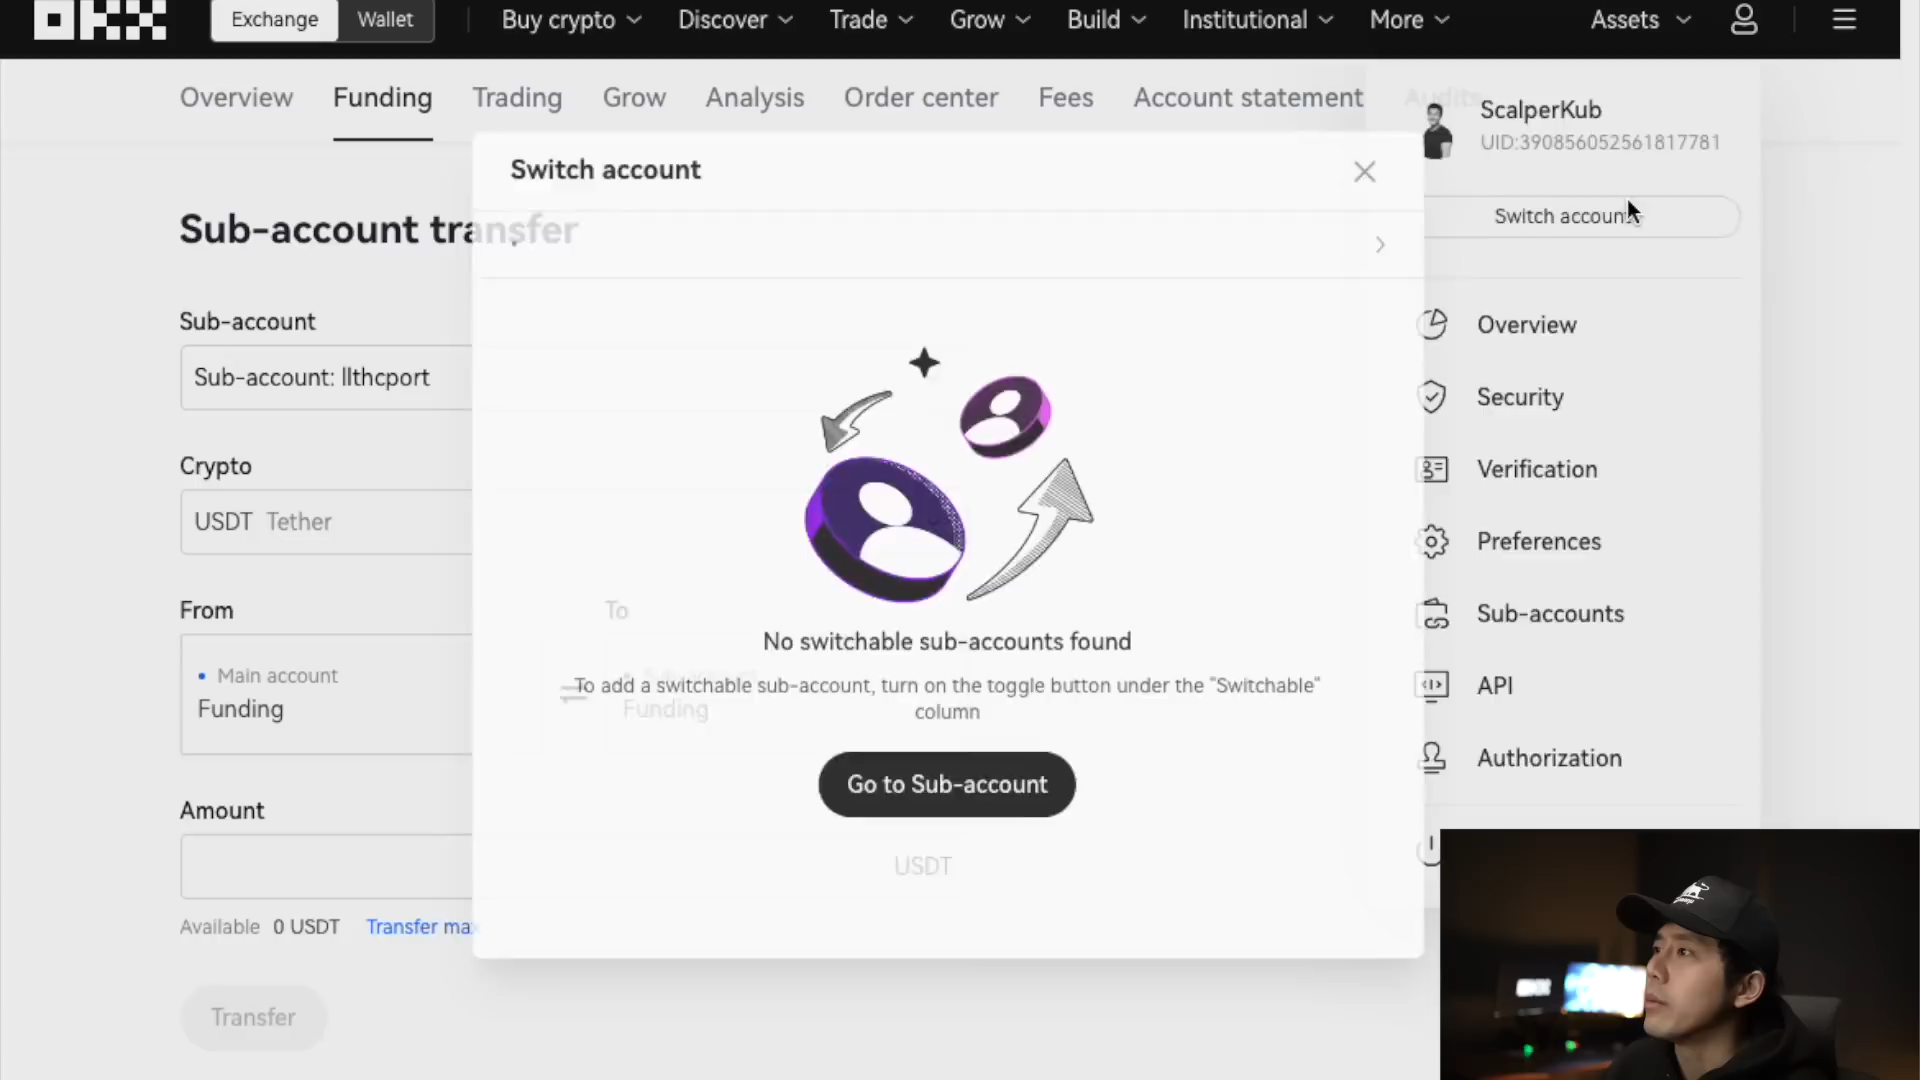 OKX
Exchange
Wallet
Buy crypto
Discover
Trade
Grow
Build
Institutional
More
Assets
Overview
Funding
Trading
Grow
Analysis
Order center
Fees
Account statement
Audits
ScalperKub
UID:390856052561817781
Switch account
Switch account
Sub-account transfer
Sub-account
Sub-account: llthcport
Crypto
USDT Tether
From
To
Main account
Funding
Funding
Amount
USDT
Available 0 USDT Transfer max
Transfer
No switchable sub-accounts found
To add a switchable sub-account, turn on the toggle button under the "Switchable"
column
Go to Sub-account
Overview
Security
Verification
Preferences
Sub-accounts
API
Authorization